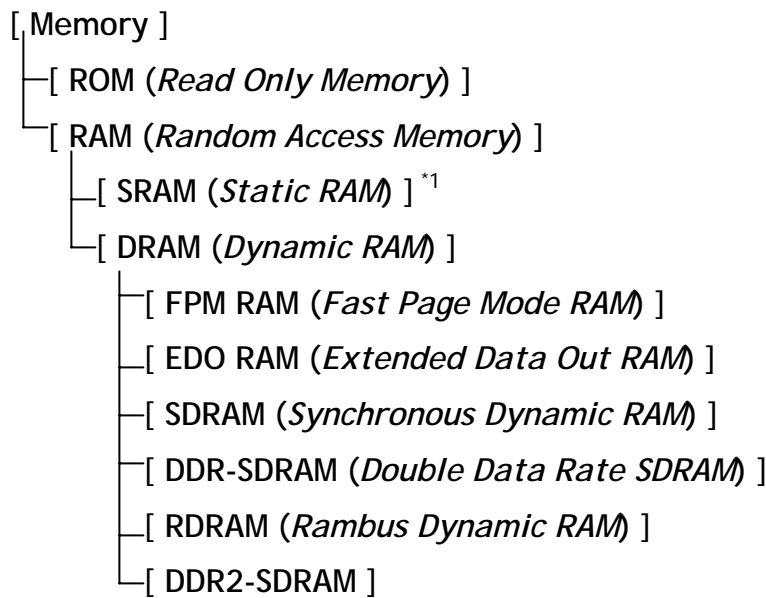 [ Memory ]
[ ROM (Read Only Memory) ]
[ RAM (Random Access Memory) ]
[ SRAM (Static RAM) ] *1
[ DRAM (Dynamic RAM) ]
[ FPM RAM (Fast Page Mode RAM) ]
[ EDO RAM (Extended Data Out RAM) ]
[ SDRAM (Synchronous Dynamic RAM) ]
[ DDR-SDRAM (Double Data Rate SDRAM) ]
[ RDRAM (Rambus Dynamic RAM) ]
[ DDR2-SDRAM ]